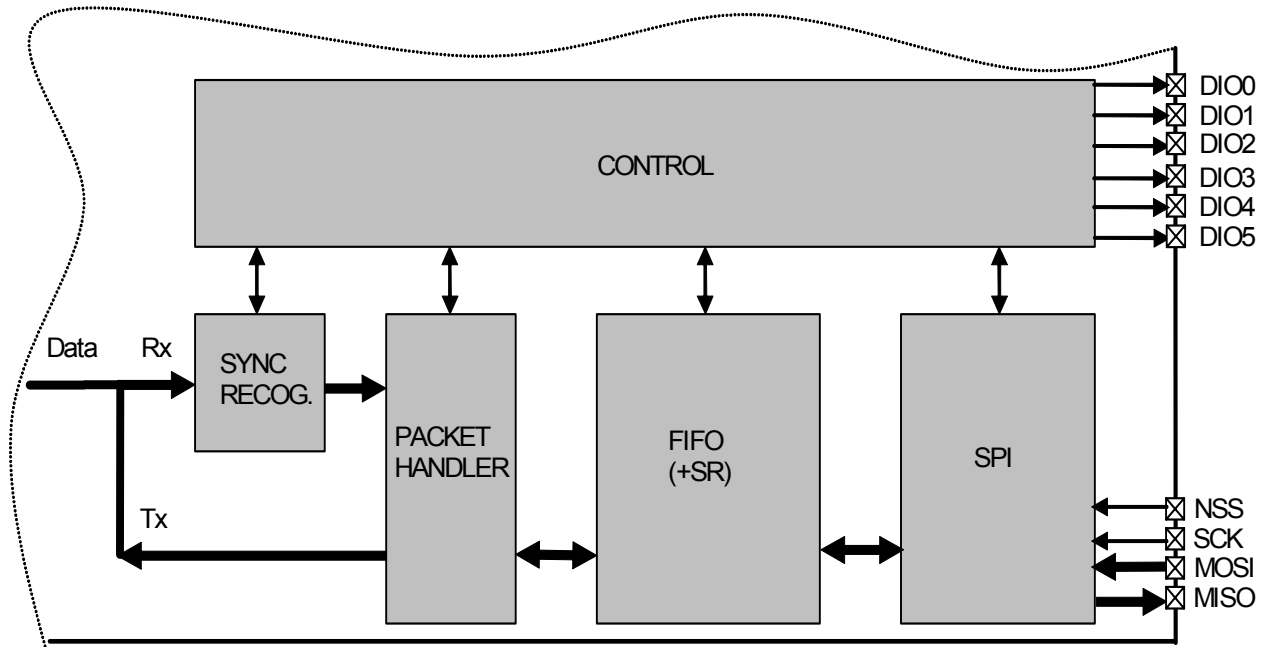 DIO0
DIO1
DIO2
CONTROL
DIO3
DIO4
DIO5
Data
Rx
SYNC
RECOG.
PACKET
HANDLER
FIFO
(+SR)
SPI
Tx
NSS
SCK
MOSI
MISO